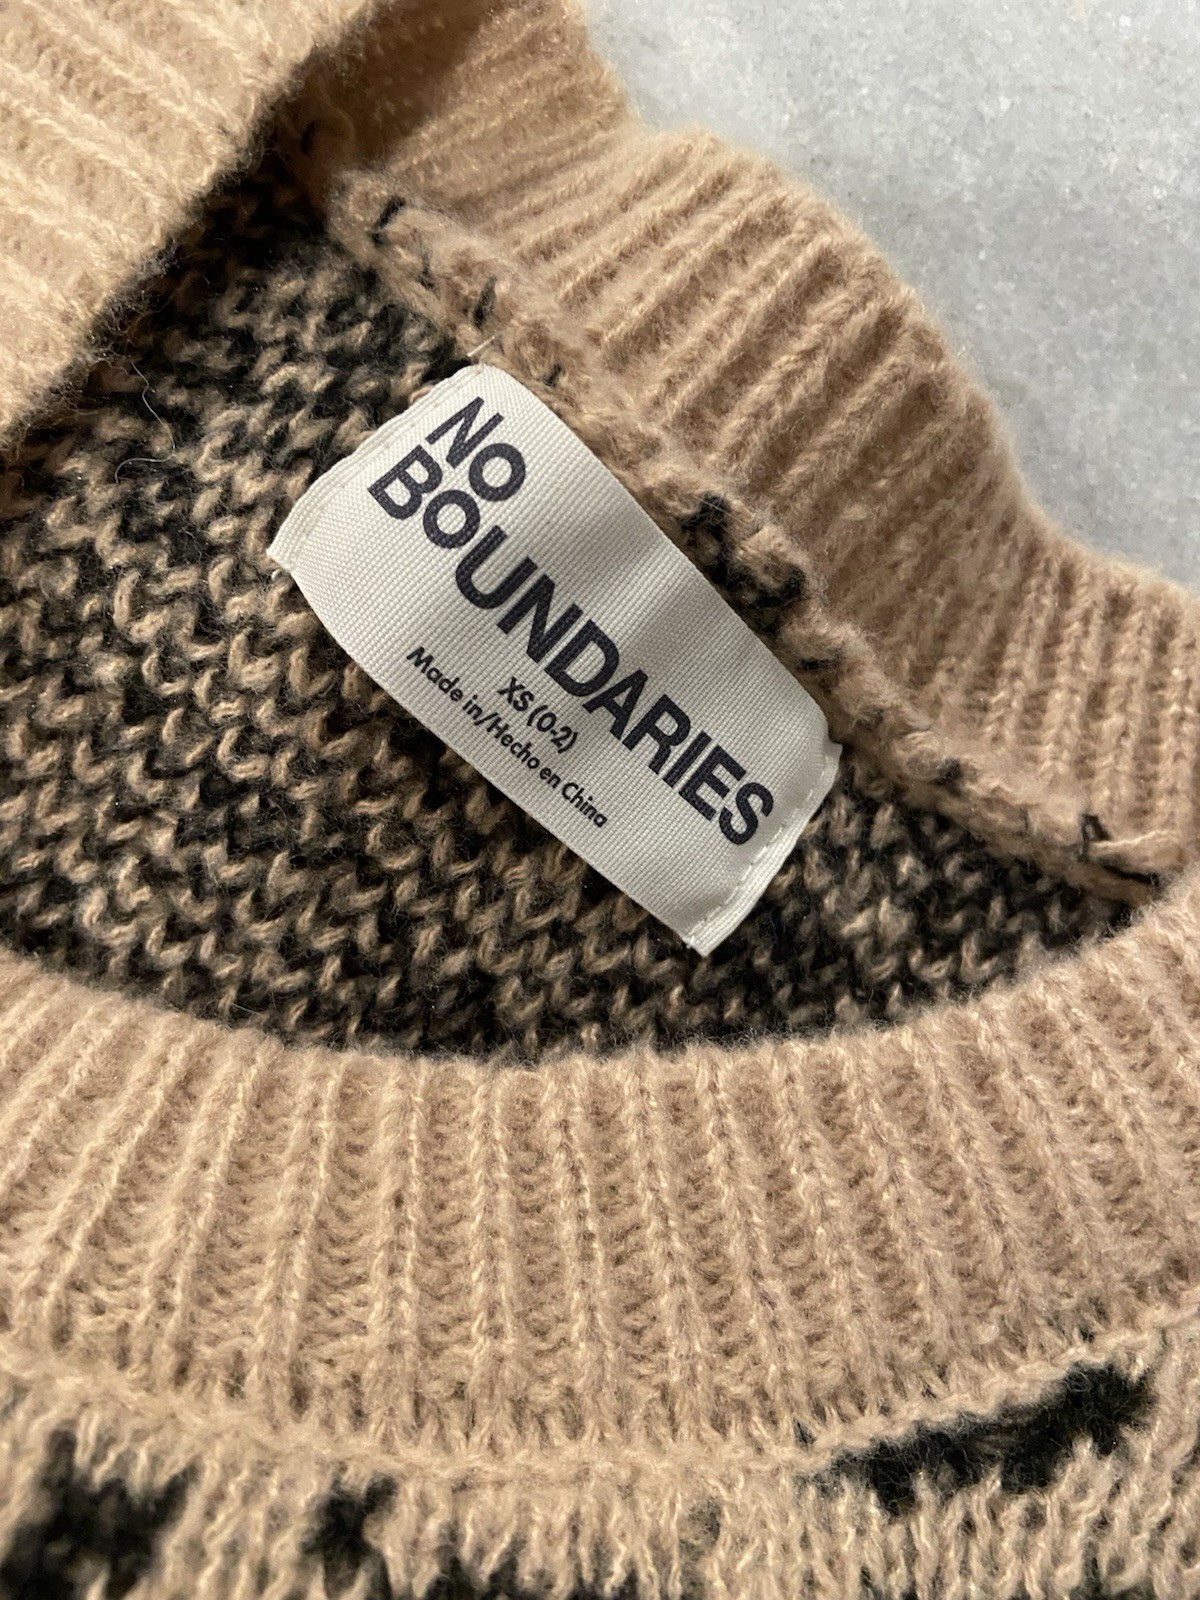 NO
BOUNDARIES
XS (0-2)
Made in/Hecho en China